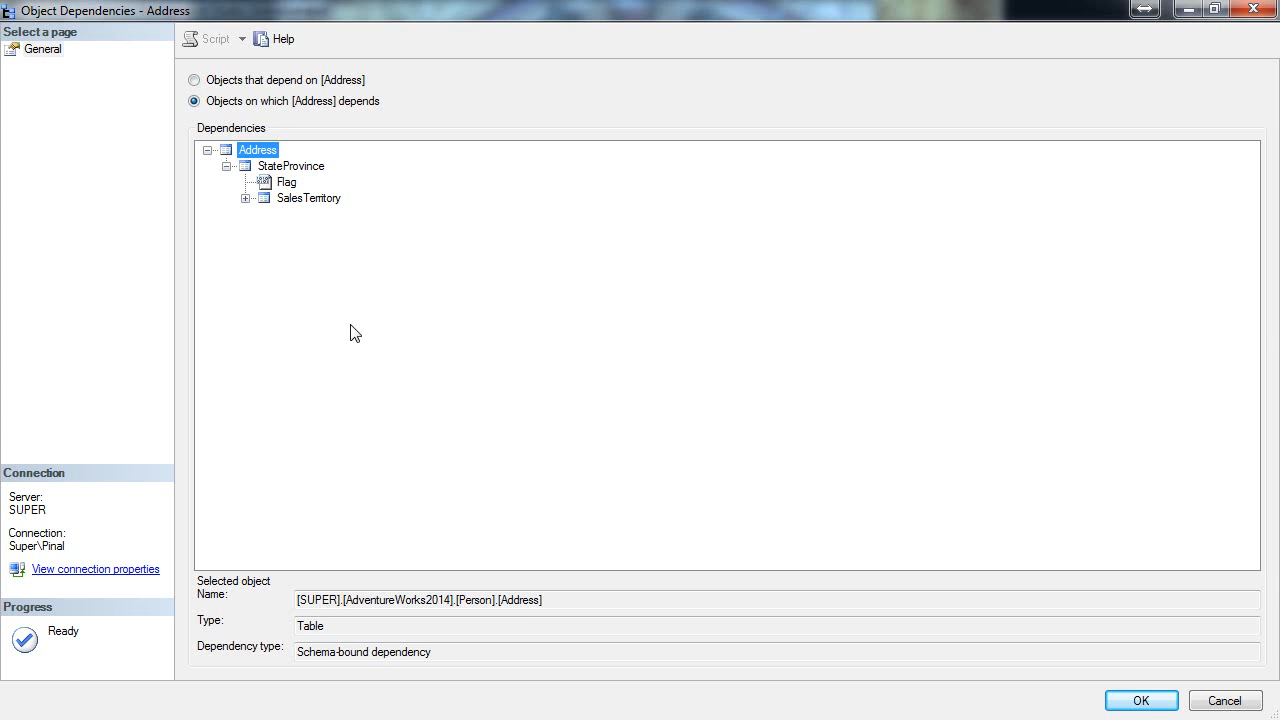 Object Dependencies - Address
Select a page
General
Script
Help
Objects that depend on [Address]
Objects on which [Address] depends
Dependencies
Address
StateProvince
Flag
SalesTerritory
Connection
Server:
SUPER
Connection:
Super\Pinal
View connection properties
Progress
Ready
Selected object
Name: [SUPER].[AdventureWorks2014].[Person].[Address]
Type: Table
Dependency type: Schema-bound dependency
OK
Cancel